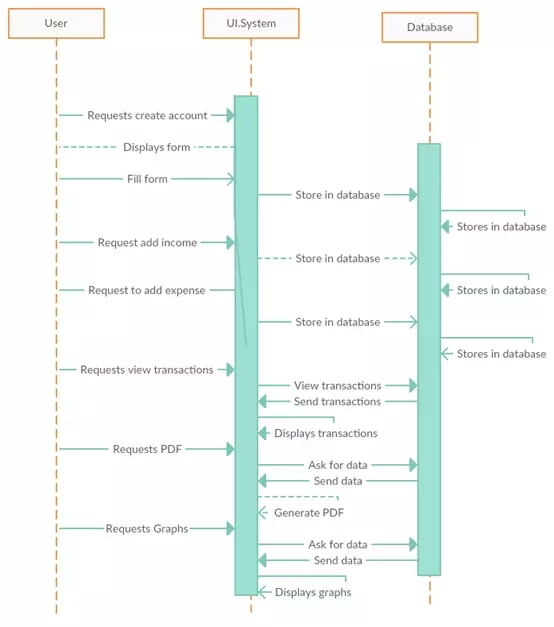 User
UI.System
Database
Requests create account
Displays form
Fill form
Store in database
Stores in database
Request add income
Store in database
Stores in database
Request to add expense
Store in database
Stores in database
Requests view transactions
View transactions
Send transactions
Displays transactions
Requests PDF
Ask for data
Send data
Generate PDF
Requests Graphs
Ask for data
Send data
Displays graphs